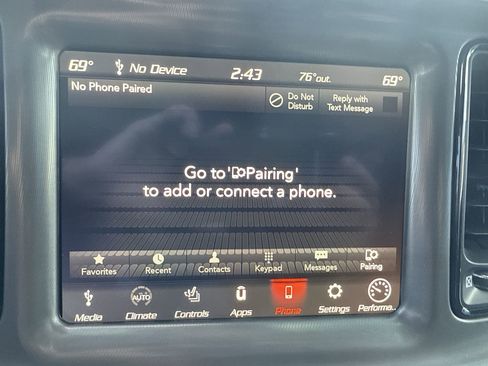 69° No Device 2:43 76° out. 69°
No Phone Paired
Do Not
Disturb
Reply with
Text Message
Go to 'Pairing'
to add or connect a phone.
Favorites Recent Contacts Keypad Messages Pairing
AUTO
Media Climate Controls Apps Phone Settings Performa..